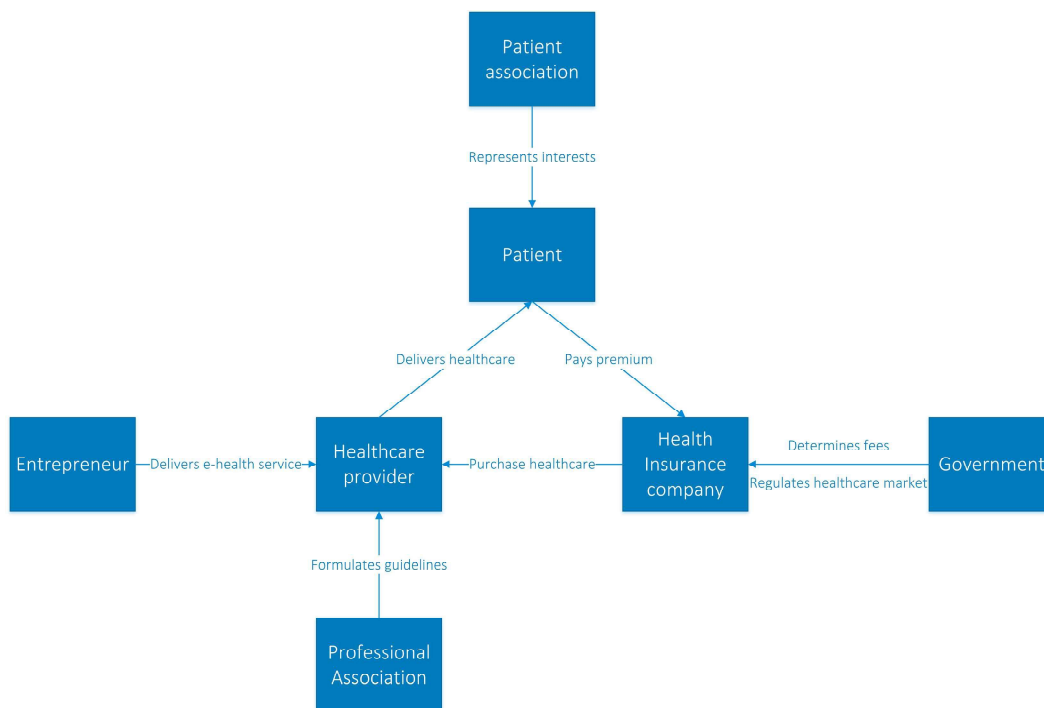 Patient
association
Represents interests
Patient
Delivers healthcare
Pays premium
Entrepreneur
Delivers e-health service
Healthcare
provider
Purchase healthcare
Health
Insurance
company
Determines fees
Regulates healthcare market
Government
Formulates guidelines
Professional
Association